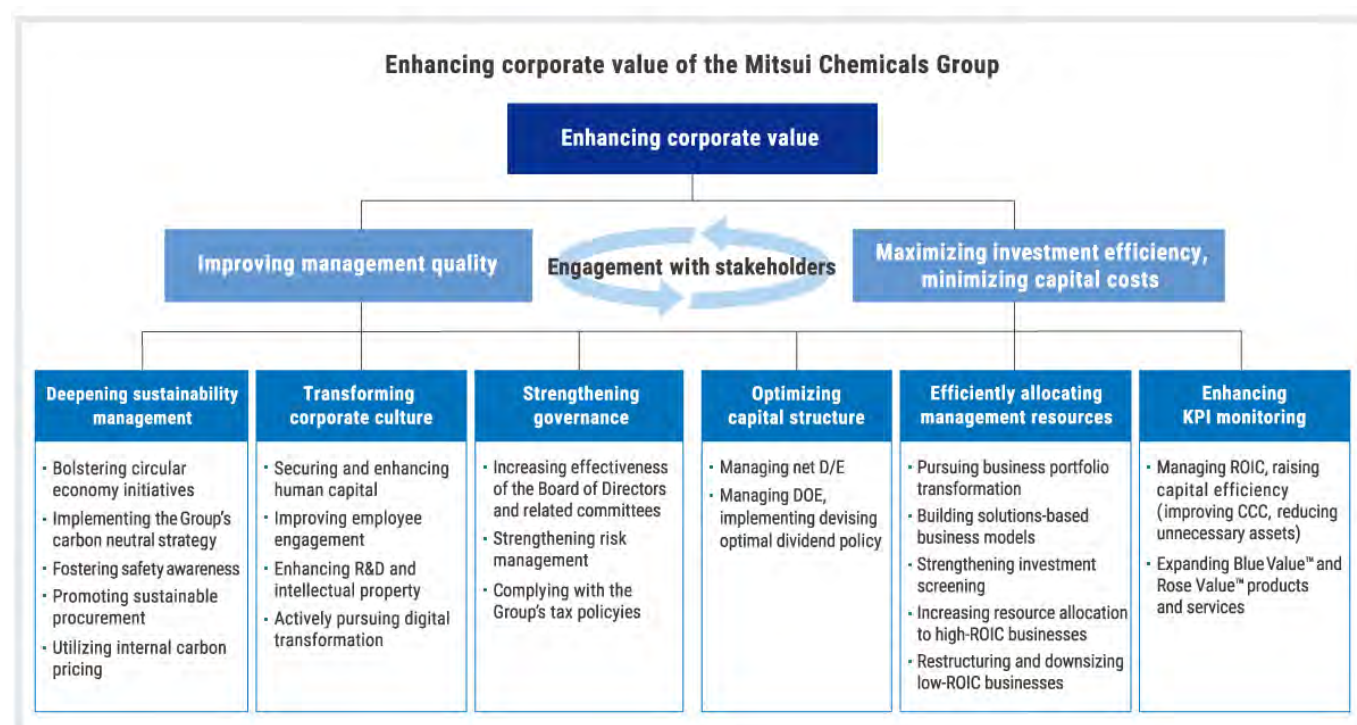 Enhancing corporate value of the Mitsui Chemicals Group
Enhancing corporate value
Improving management quality
Engagement with stakeholders
Maximizing investment efficiency,
minimizing capital costs
Deepening sustainability
management
・Bolstering circular
economy initiatives
・Implementing the Group's
carbon neutral strategy
・Fostering safety awareness
・Promoting sustainable
procurement
・Utilizing internal carbon
pricing
Transforming
corporate culture
・Securing and enhancing
human capital
・Improving employee
engagement
・Enhancing R&D and
intellectual property
・Actively pursuing digital
transformation
Strengthening
governance
・Increasing effectiveness
of the Board of Directors
and related committees
・Strengthening risk
management
・Complying with the
Group's tax policyies
Optimizing
capital structure
・Managing net D/E
・Managing DOE,
implementing devising
optimal dividend policy
Efficiently allocating
management resources
・Pursuing business portfolio
transformation
・Building solutions-based
business models
・Strengthening investment
screening
・Increasing resource allocation
to high-ROIC businesses
・Restructuring and downsizing
low-ROIC businesses
Enhancing
KPI monitoring
・Managing ROIC, raising
capital efficiency
(improving CCC, reducing
unnecessary assets)
・Expanding Blue Value™ and
Rose Value™ products
and services